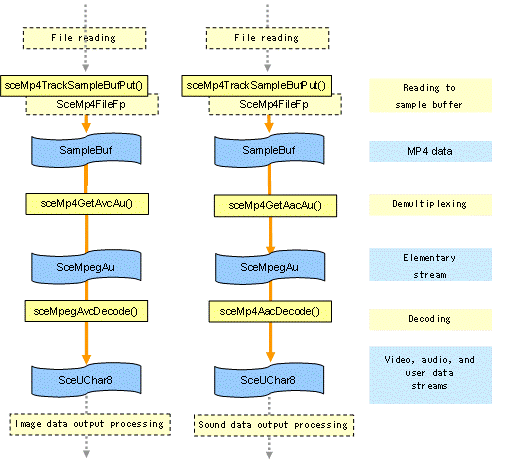 File reading
File reading
sceMp4TrackSampleBufPut()
sceMp4TrackSampleBufPut()
SceMp4FileFp
SceMp4FileFp
Reading to
sample buffer
SampleBuf
SampleBuf
MP4 data
sceMp4GetAvcAu()
sceMp4GetAacAu()
Demultiplexing
SceMpegAu
SceMpegAu
Elementary
stream
sceMpegAvcDecode()
sceMp4AacDecode()
Decoding
SceUChar8
SceUChar8
Video, audio, and
user data
streams
Image data output processing
Sound data output processing